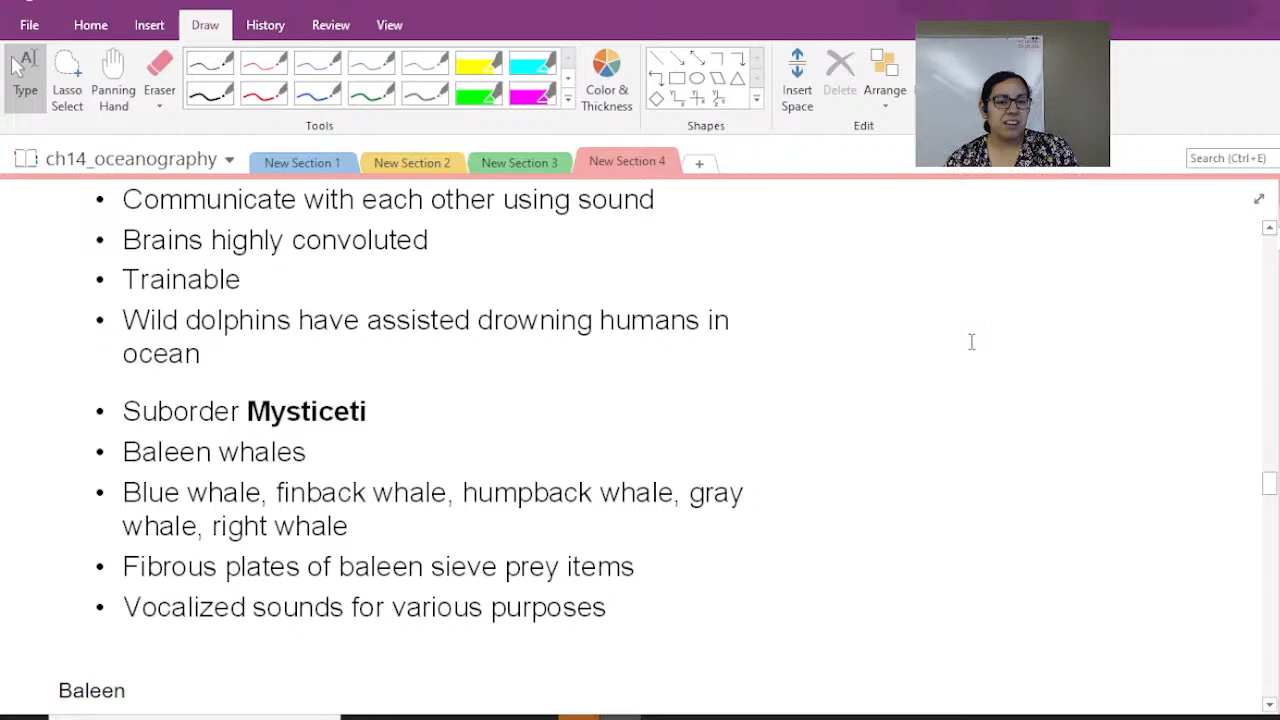 File Home Insert Draw History Review View
Type
Lasso Select
Panning Hand
Eraser
Color & Thickness
Insert Space
Delete
Arrange
Tools
Shapes
Edit
ch14_oceanography
New Section 1
New Section 2
New Section 3
New Section 4
+
Search (Ctrl+E)
• Communicate with each other using sound
• Brains highly convoluted
• Trainable
• Wild dolphins have assisted drowning humans in
ocean
• Suborder Mysticeti
• Baleen whales
• Blue whale, finback whale, humpback whale, gray
whale, right whale
• Fibrous plates of baleen sieve prey items
• Vocalized sounds for various purposes
Baleen